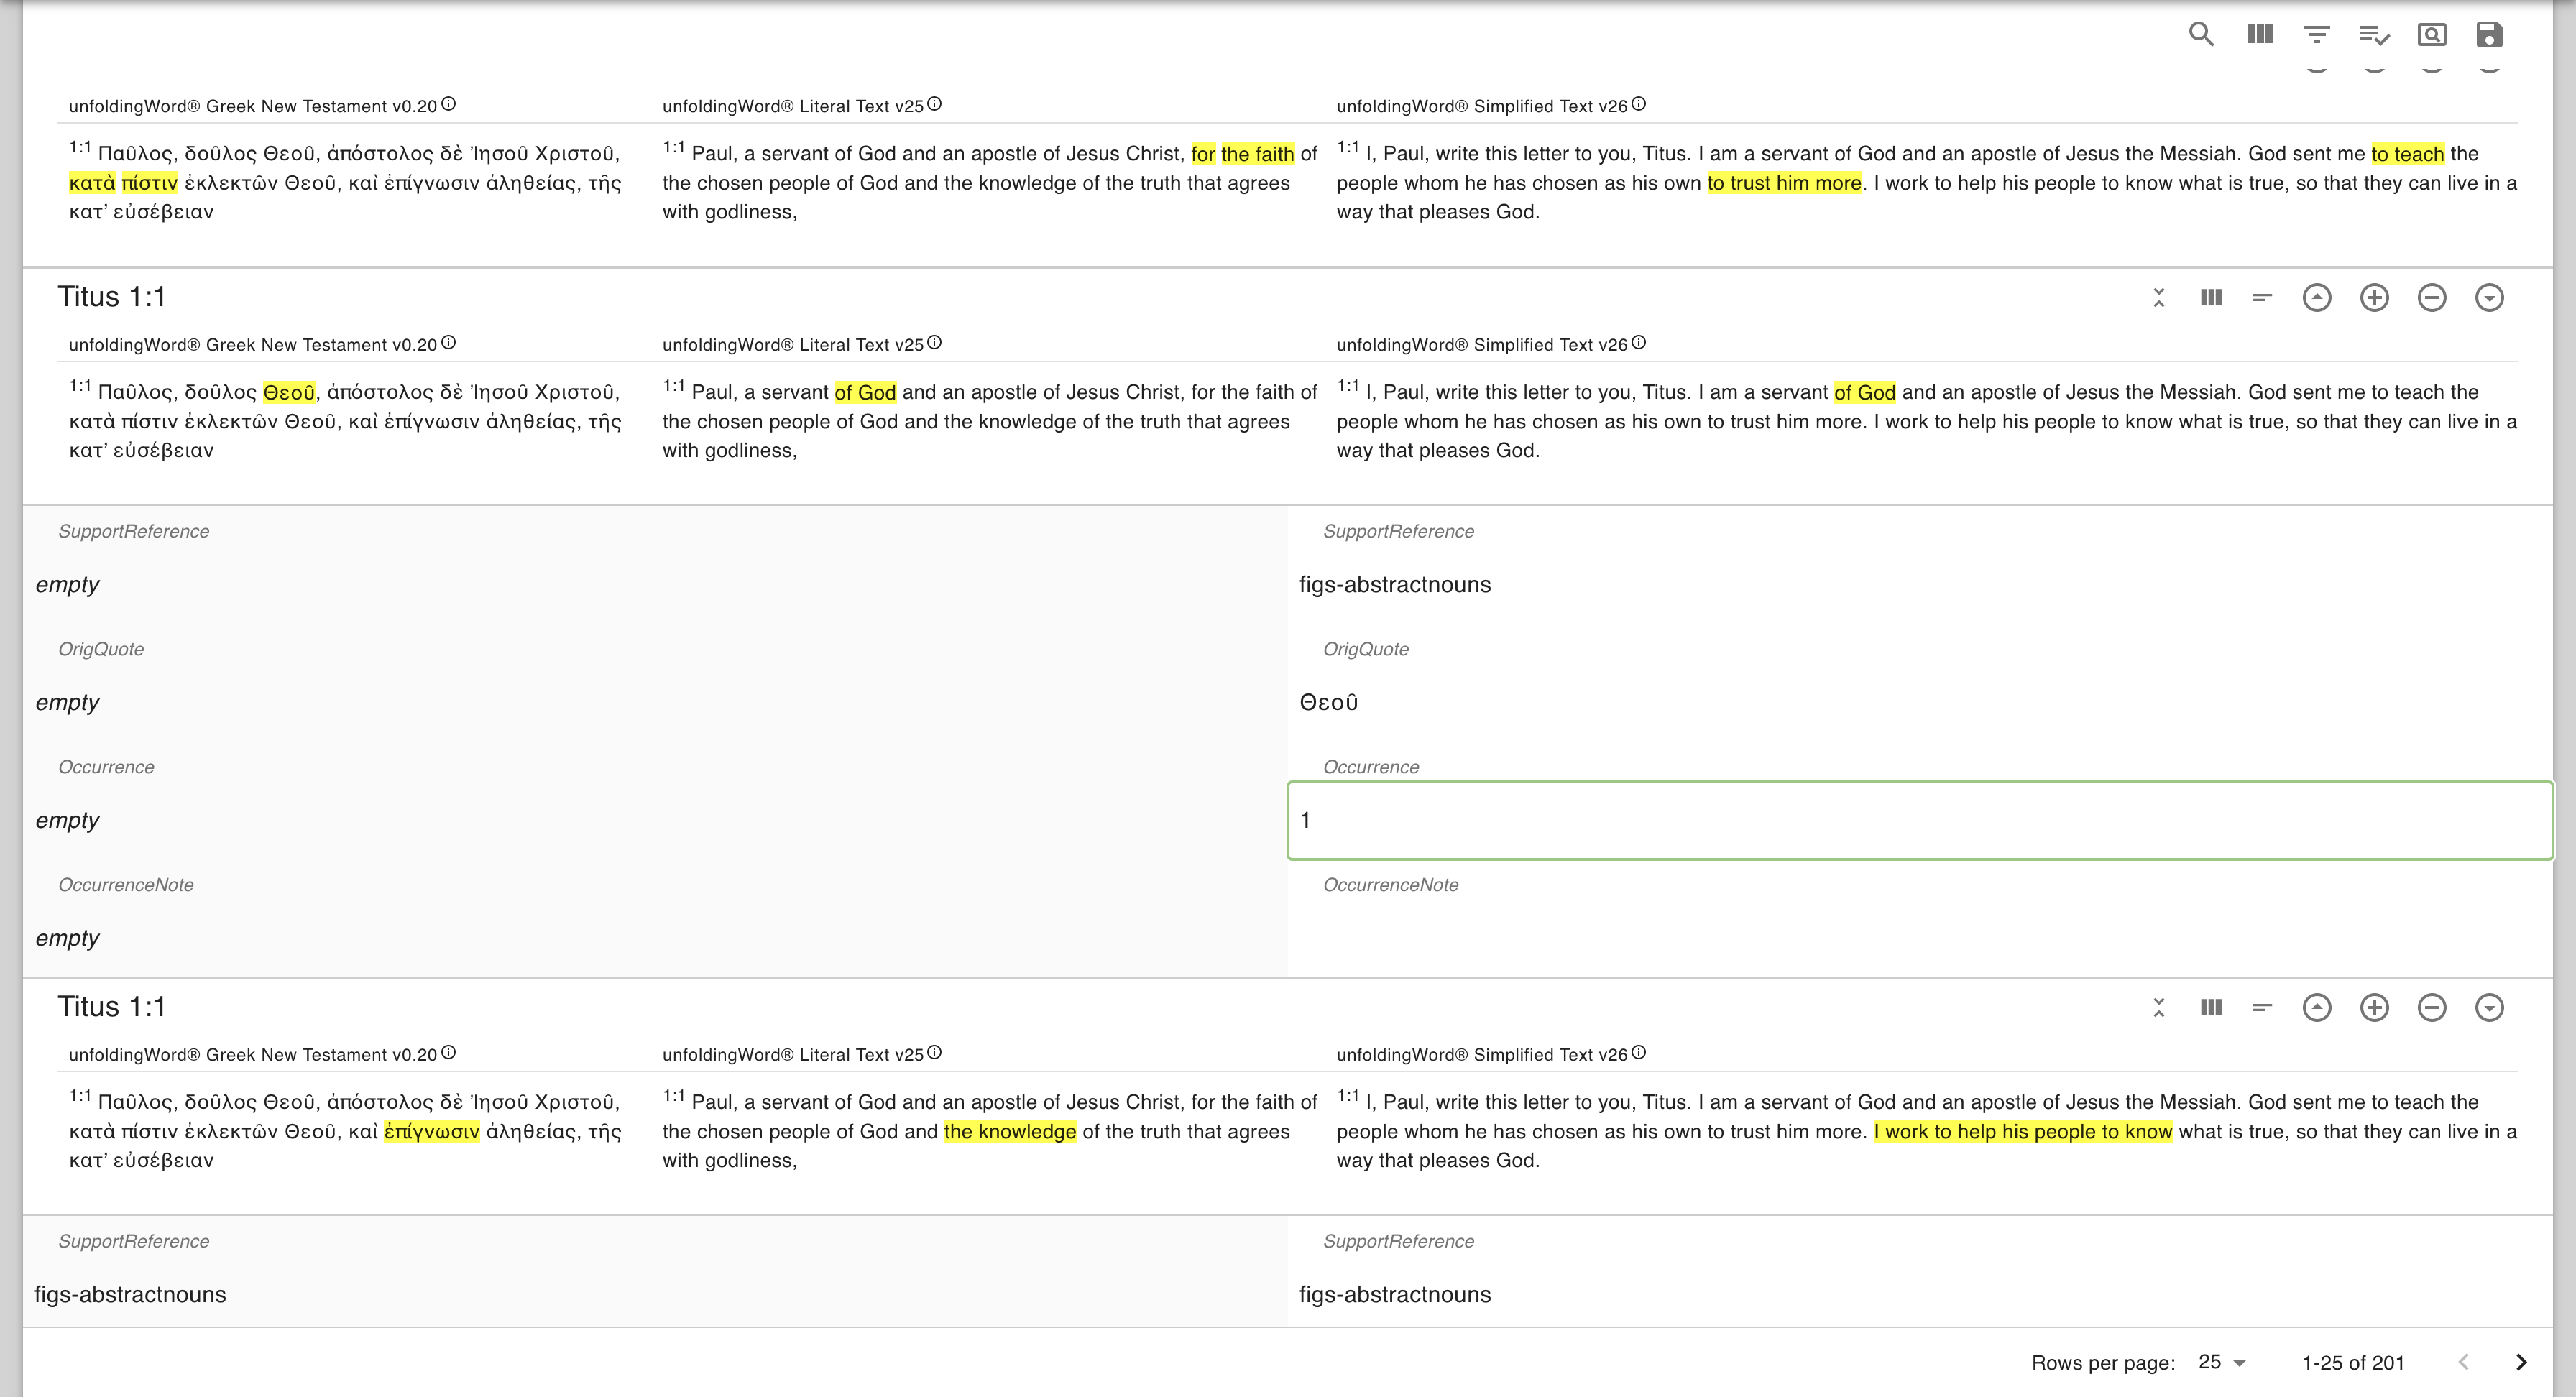 unfoldingWord® Greek New Testament v0.20 unfoldingWord® Literal Text v25 unfoldingWord® Simplified Text v26
1:1 Παῦλος, δοῦλος Θεοῦ, ἀπόστολος δὲ Ἰησοῦ Χριστοῦ,
κατὰ πίστιν ἐκλεκτῶν Θεοῦ, καὶ ἐπίγνωσιν ἀληθείας, τῆς
κατ’ εὐσέβειαν
1:1 Paul, a servant of God and an apostle of Jesus Christ, for the faith of
the chosen people of God and the knowledge of the truth that agrees
with godliness,
1:1 I, Paul, write this letter to you, Titus. I am a servant of God and an apostle of Jesus the Messiah. God sent me to teach the
people whom he has chosen as his own to trust him more. I work to help his people to know what is true, so that they can live in a
way that pleases God.
Titus 1:1
unfoldingWord® Greek New Testament v0.20 unfoldingWord® Literal Text v25 unfoldingWord® Simplified Text v26
1:1 Παῦλος, δοῦλος Θεοῦ, ἀπόστολος δὲ Ἰησοῦ Χριστοῦ,
κατὰ πίστιν ἐκλεκτῶν Θεοῦ, καὶ ἐπίγνωσιν ἀληθείας, τῆς
κατ’ εὐσέβειαν
1:1 Paul, a servant of God and an apostle of Jesus Christ, for the faith of
the chosen people of God and the knowledge of the truth that agrees
with godliness,
1:1 I, Paul, write this letter to you, Titus. I am a servant of God and an apostle of Jesus the Messiah. God sent me to teach the
people whom he has chosen as his own to trust him more. I work to help his people to know what is true, so that they can live in a
way that pleases God.
SupportReference SupportReference
empty figs-abstractnouns
OrigQuote OrigQuote
empty Θεοῦ
Occurrence Occurrence
empty 1
OccurrenceNote OccurrenceNote
empty
Titus 1:1
unfoldingWord® Greek New Testament v0.20 unfoldingWord® Literal Text v25 unfoldingWord® Simplified Text v26
1:1 Παῦλος, δοῦλος Θεοῦ, ἀπόστολος δὲ Ἰησοῦ Χριστοῦ,
κατὰ πίστιν ἐκλεκτῶν Θεοῦ, καὶ ἐπίγνωσιν ἀληθείας, τῆς
κατ’ εὐσέβειαν
1:1 Paul, a servant of God and an apostle of Jesus Christ, for the faith of
the chosen people of God and the knowledge of the truth that agrees
with godliness,
1:1 I, Paul, write this letter to you, Titus. I am a servant of God and an apostle of Jesus the Messiah. God sent me to teach the
people whom he has chosen as his own to trust him more. I work to help his people to know what is true, so that they can live in a
way that pleases God.
SupportReference SupportReference
figs-abstractnouns figs-abstractnouns
Rows per page: 25 1-25 of 201